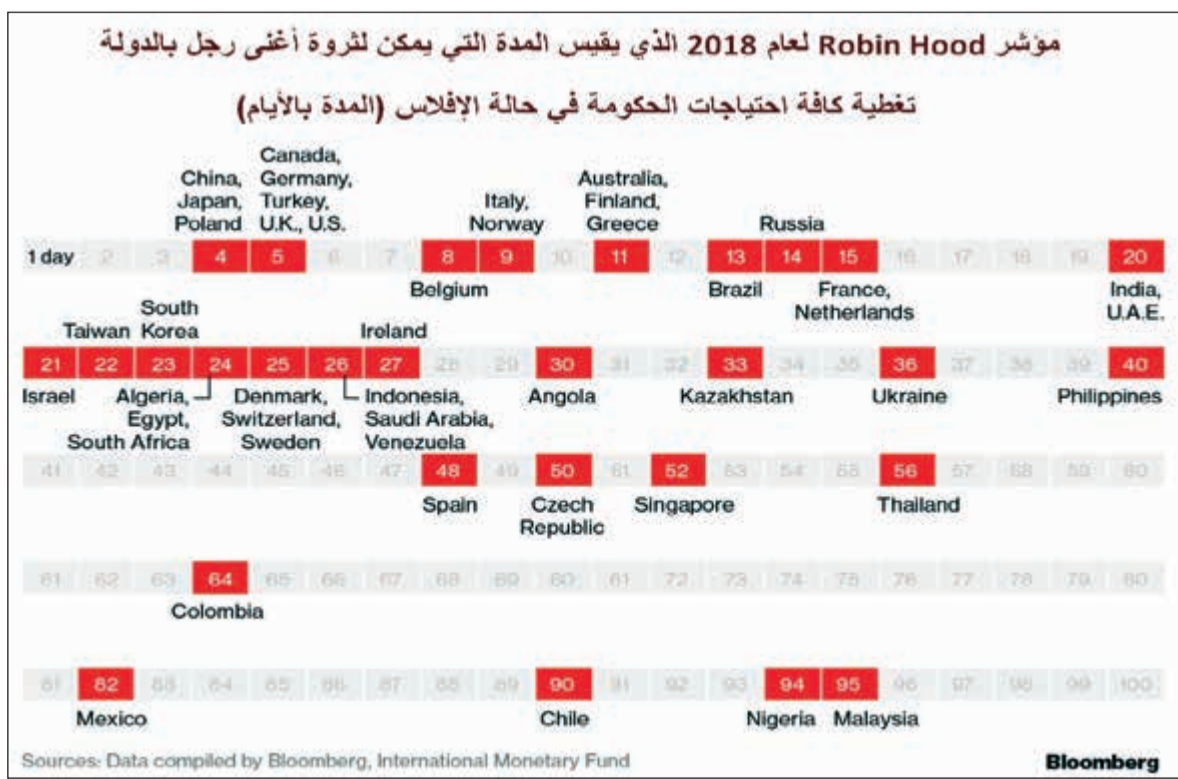 مؤشر Robin Hood لعام 2018 الذي يقيس المدة التي يمكن لثروة أغنى رجل بالدولة
تغطية كافة احتياجات الحكومة في حالة الإفلاس (المدة بالأيام)
China,
Japan,
Poland
Canada,
Germany,
Turkey,
U.K., U.S.
Italy,
Norway
Australia,
Finland,
Greece
Russia
1 day 2 3 4 5 6 7 8 9 10 11 12 13 14 15 16 17 18 19 20
Belgium
Brazil
France,
Netherlands
India,
U.A.E.
Taiwan
South
Korea
Ireland
21 22 23 24 25 26 27 28 29 30 31 32 33 34 35 36 37 38 39 40
Israel
Algeria,
Egypt,
South Africa
Denmark,
Switzerland,
Sweden
Indonesia,
Saudi Arabia,
Venezuela
Angola
Kazakhstan
Ukraine
Philippines
41 42 43 44 45 46 47 48 49 50 61 52 53 54 55 56 57 58 59 60
Spain
Czech
Republic
Singapore
Thailand
61 62 63 64 65 66 67 68 69 60 61 72 73 74 75 76 77 78 79 80
Colombia
81 82 83 84 85 86 87 88 89 90 91 92 93 94 95 96 97 98 99 100
Mexico
Chile
Nigeria
Malaysia
Sources: Data compiled by Bloomberg, International Monetary Fund
Bloomberg